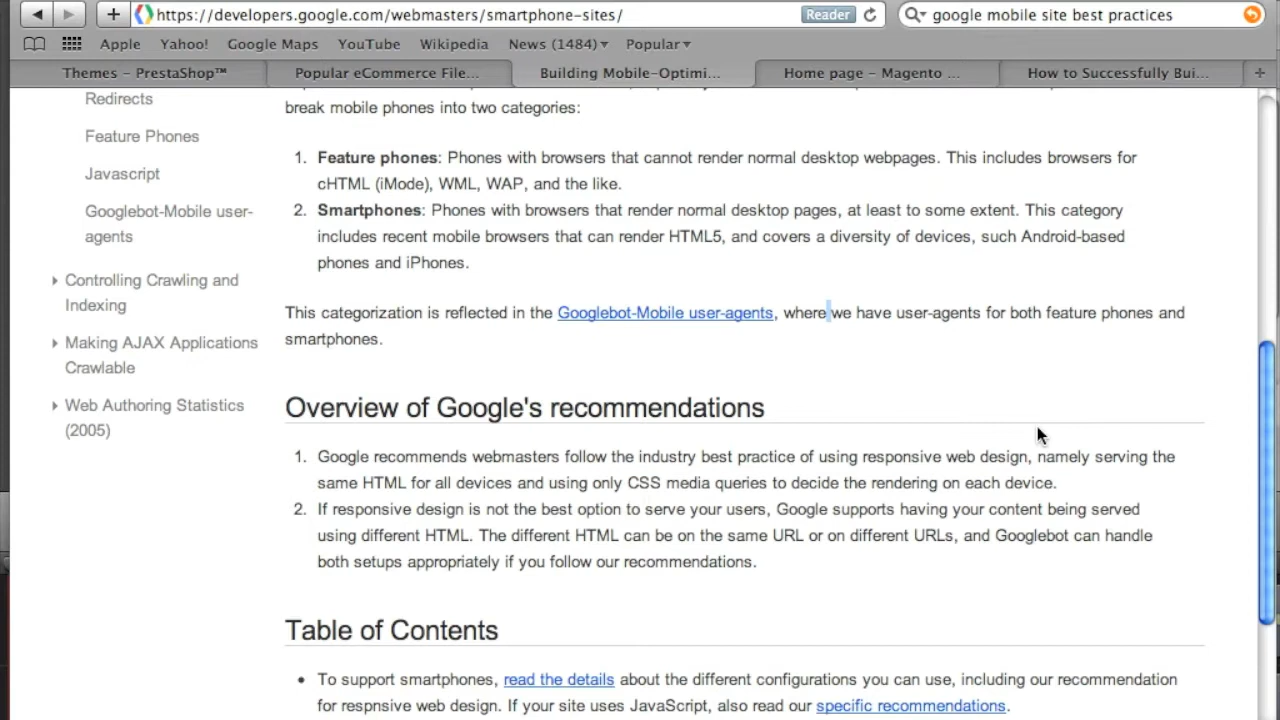 https://developers.google.com/webmasters/smartphone-sites/
Reader
google mobile site best practices
Apple Yahoo! Google Maps YouTube Wikipedia News (1484)▾ Popular▾
Themes – PrestaShop™ Popular eCommerce File... Building Mobile-Optimi... Home page – Magento ... How to Successfully Bui...
Redirects
Feature Phones
Javascript
Googlebot-Mobile user-
agents
Controlling Crawling and
Indexing
Making AJAX Applications
Crawlable
Web Authoring Statistics
(2005)
break mobile phones into two categories:
1. Feature phones: Phones with browsers that cannot render normal desktop webpages. This includes browsers for
cHTML (iMode), WML, WAP, and the like.
2. Smartphones: Phones with browsers that render normal desktop pages, at least to some extent. This category
includes recent mobile browsers that can render HTML5, and covers a diversity of devices, such Android-based
phones and iPhones.
This categorization is reflected in the Googlebot-Mobile user-agents, where we have user-agents for both feature phones and
smartphones.
Overview of Google's recommendations
1. Google recommends webmasters follow the industry best practice of using responsive web design, namely serving the
same HTML for all devices and using only CSS media queries to decide the rendering on each device.
2. If responsive design is not the best option to serve your users, Google supports having your content being served
using different HTML. The different HTML can be on the same URL or on different URLs, and Googlebot can handle
both setups appropriately if you follow our recommendations.
Table of Contents
• To support smartphones, read the details about the different configurations you can use, including our recommendation
for respnsive web design. If your site uses JavaScript, also read our specific recommendations.